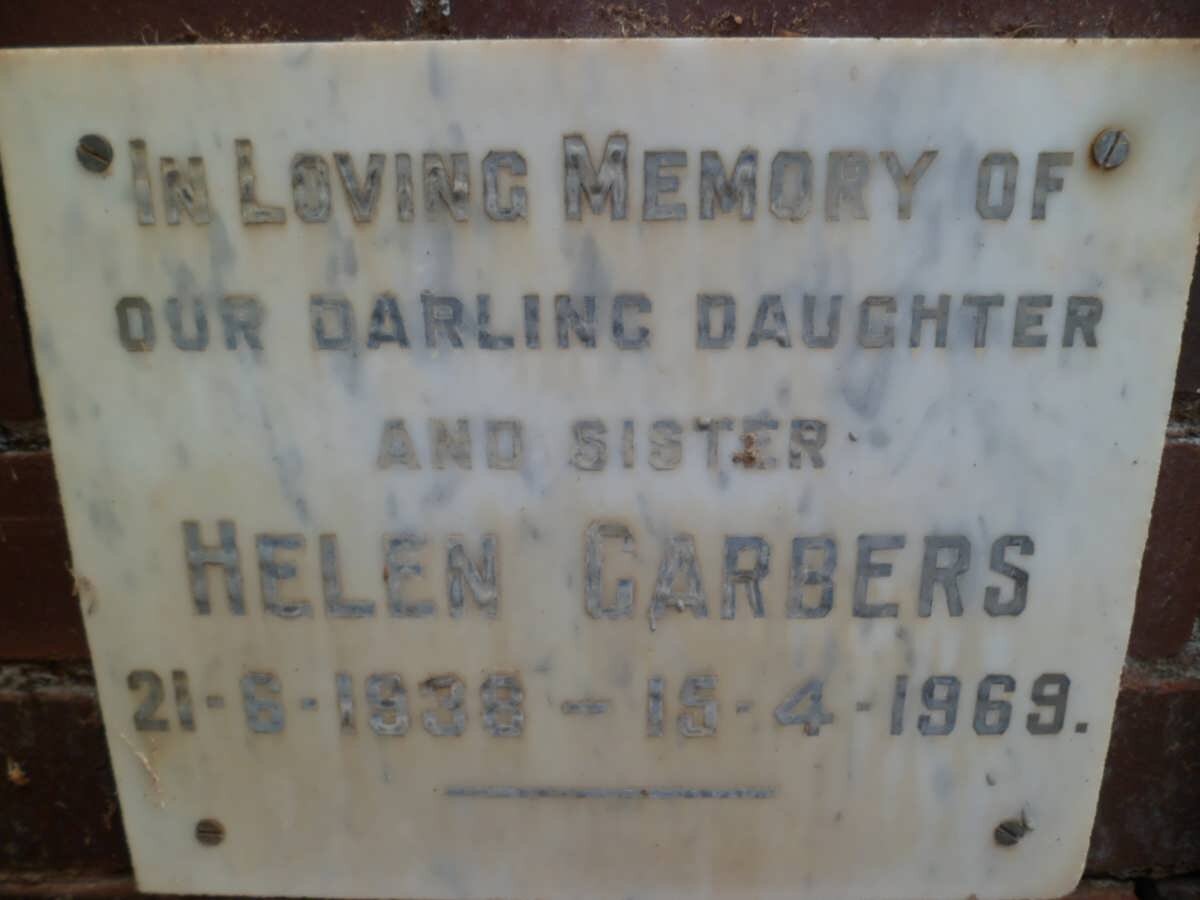 IN LOVING MEMORY OF
OUR DARLING DAUGHTER
AND SISTER
HELEN GARBERS
21-6-1938 – 15-4-1969.